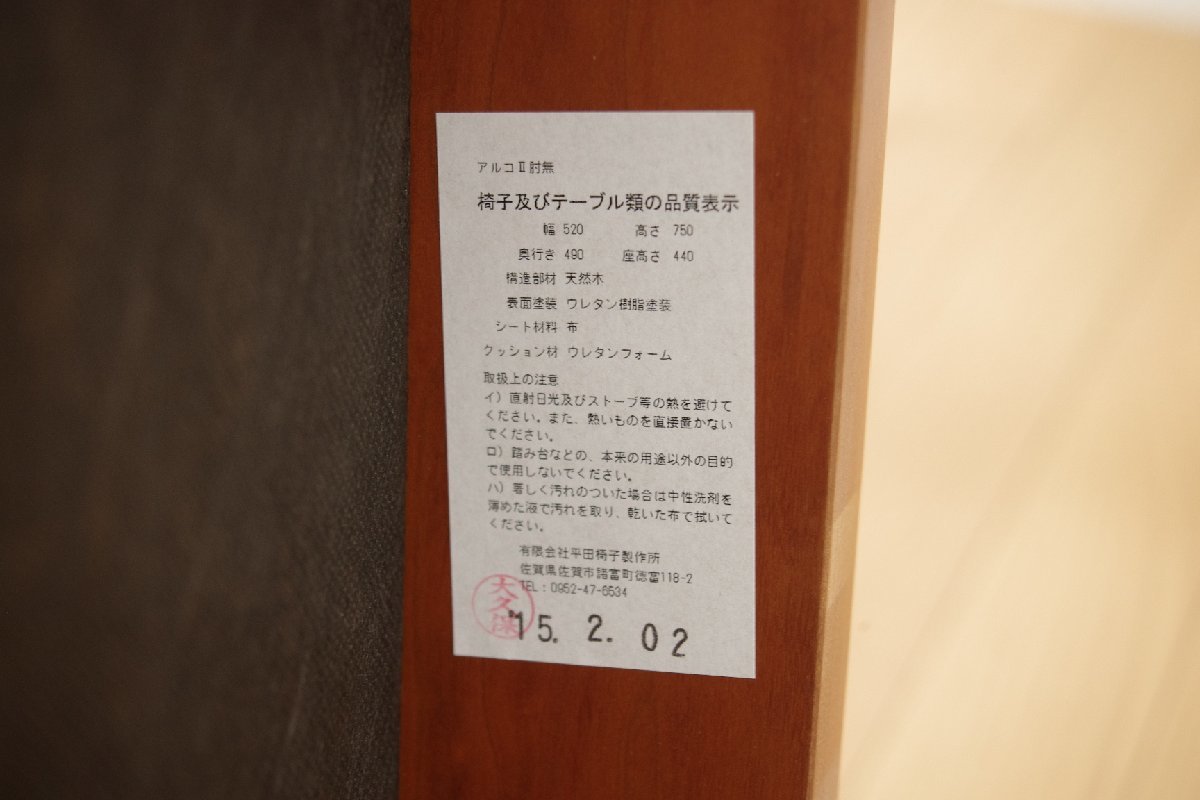 アルコⅡ肘無
椅子及びテーブル類の品質表示
幅 520 高さ 750
奥行き 490 座高さ 440
構造部材 天然木
表面塗装 ウレタン樹脂塗装
シート材料 布
クッション材 ウレタンフォーム
取扱上の注意
イ）直射日光及びストーブ等の熱を避けて
ください。また、熱いものを直接置かない
でください。
ロ）踏み台などの、本来の用途以外の目的
で使用しないでください。
ハ）著しく汚れのついた場合は中性洗剤を
薄めた液で汚れを取り、乾いた布で拭いて
ください。
有限会社平田椅子製作所
佐賀県佐賀市諸富町徳富118-2
TEL：0952-47-6634
大久保
'15. 2. 02